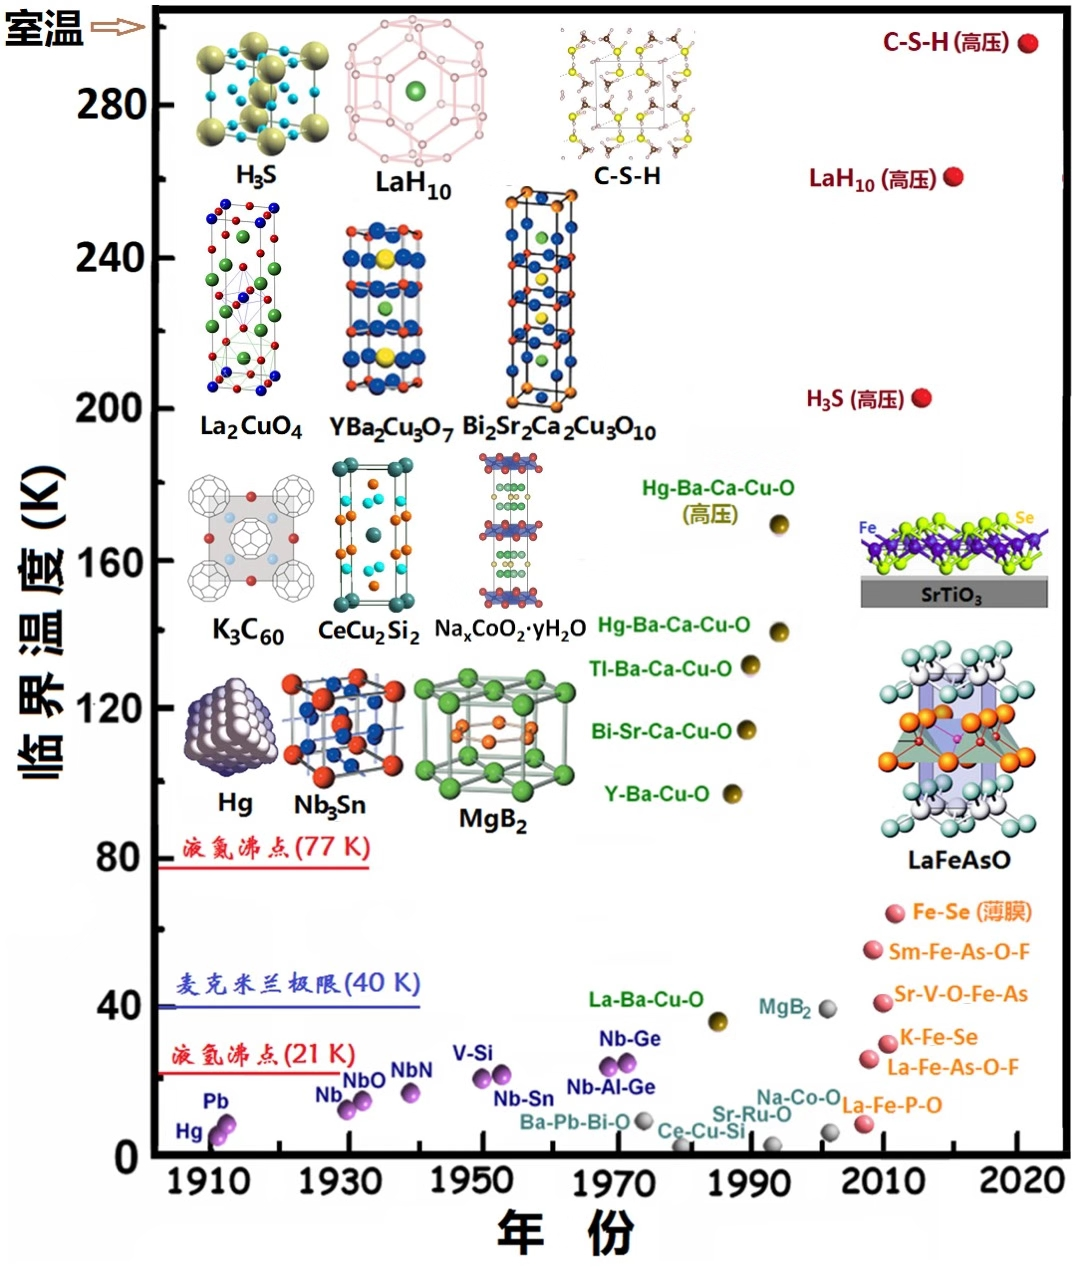 室温
C-S-H (高压)
280
H₃S
LaH₁₀
C-S-H
LaH₁₀ (高压)
240
H₃S (高压)
200
La₂CuO₄
YBa₂Cu₃O₇
Bi₂Sr₂Ca₂Cu₃O₁₀
Hg-Ba-Ca-Cu-O
(高压)
Fe
Se
SrTiO₃
160
K₃C₆₀
CeCu₂Si₂
NaₓCoO₂·yH₂O
Hg-Ba-Ca-Cu-O
Tl-Ba-Ca-Cu-O
120
Bi-Sr-Ca-Cu-O
Y-Ba-Cu-O
Hg
Nb₃Sn
MgB₂
LaFeAsO
液氮沸点(77 K)
80
Fe-Se (薄膜)
Sm-Fe-As-O-F
麦克米兰极限(40 K)
Sr-V-O-Fe-As
La-Ba-Cu-O
MgB₂
40
K-Fe-Se
La-Fe-As-O-F
液氢沸点(21 K)
V-Si
Nb-Ge
NbN
NbO
Nb
Nb-Sn
Nb-Al-Ge
Pb
Hg
Ba-Pb-Bi-O
Ce-Cu-Si
Sr-Ru-O
Na-Co-O
La-Fe-P-O
0
1910
1930
1950
1970
1990
2010
2020
临界温度(K)
年 份